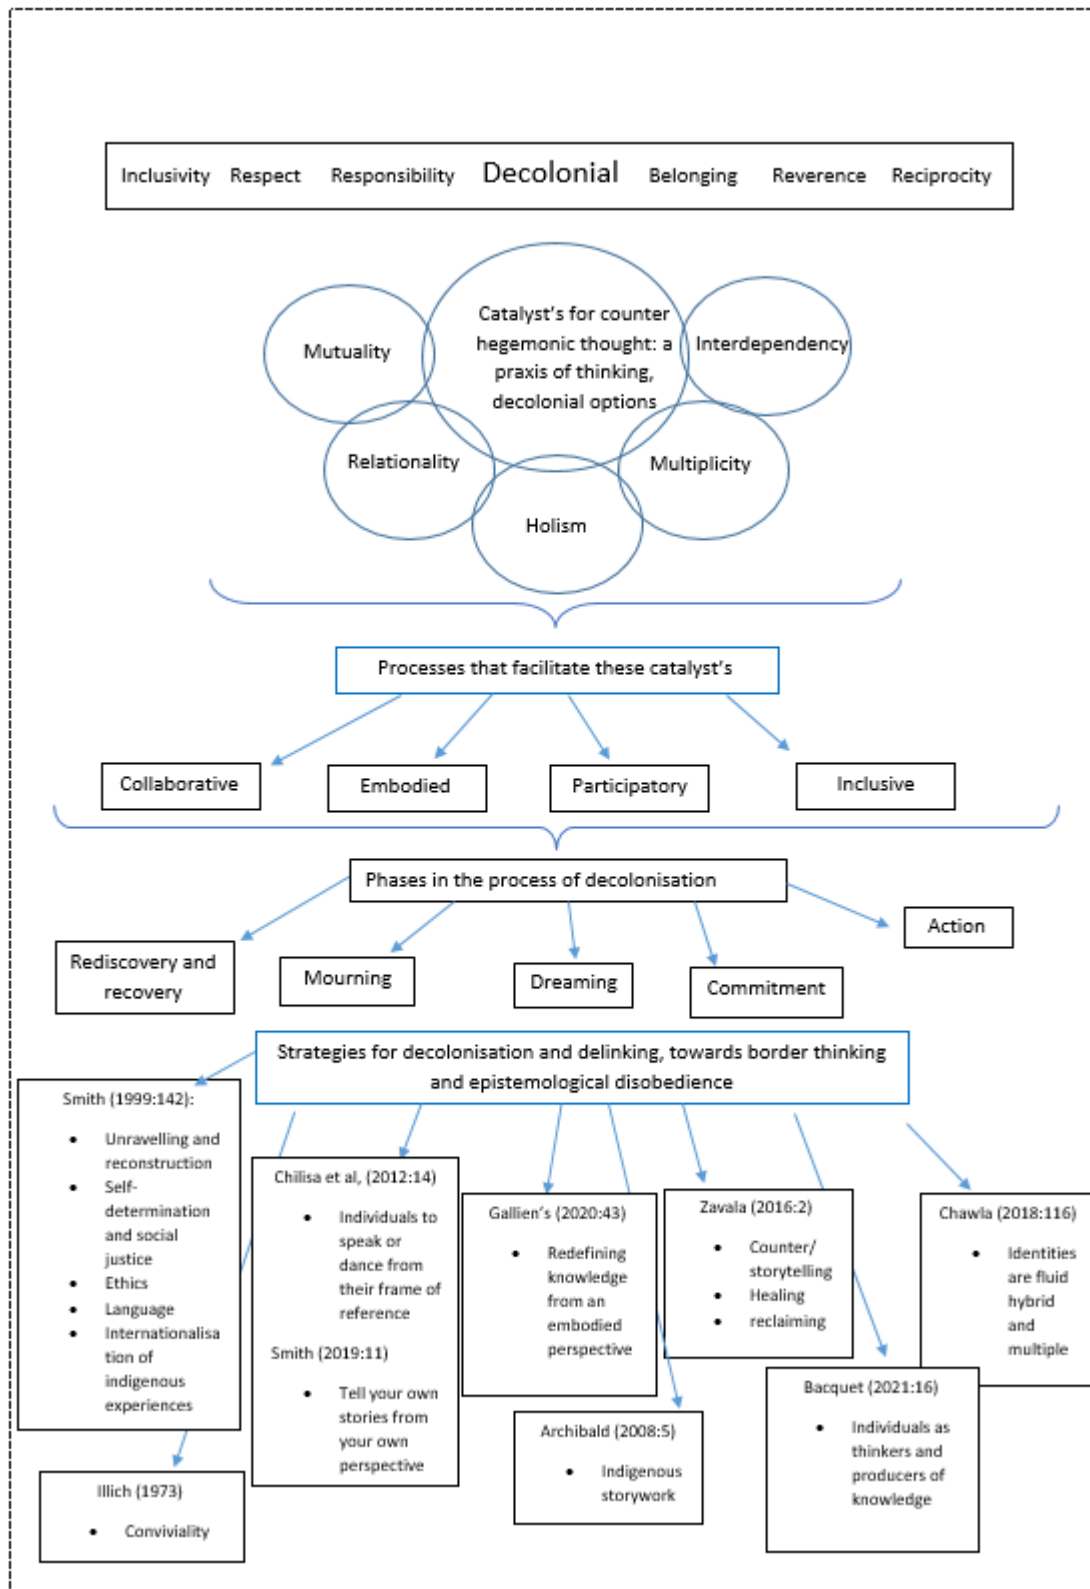 Inclusivity Respect Responsibility Decolonial Belonging Reverence Reciprocity
Catalyst's for counter
hegemonic thought: a
praxis of thinking,
decolonial options
Mutuality
Interdependency
Relationality
Multiplicity
Holism
Processes that facilitate these catalyst's
Collaborative
Embodied
Participatory
Inclusive
Phases in the process of decolonisation
Rediscovery and
recovery
Mourning
Dreaming
Commitment
Action
Strategies for decolonisation and delinking, towards border thinking
and epistemological disobedience
Smith (1999:142):
• Unravelling and
reconstruction
• Self-
determination
and social
justice
• Ethics
• Language
• Internationalisa
tion of
indigenous
experiences
Chilisa et al, (2012:14)
• Individuals to
speak or
dance from
their frame of
reference
Smith (2019:11)
• Tell your own
stories from
your own
perspective
Gallien's (2020:43)
• Redefining
knowledge
from an
embodied
perspective
Zavala (2016:2)
• Counter/
storytelling
• Healing
• reclaiming
Chawla (2018:116)
• Identities
are fluid
hybrid
and
multiple
Illich (1973)
• Conviviality
Archibald (2008:5)
• Indigenous
storywork
Bacquet (2021:16)
• Individuals as
thinkers and
producers of
knowledge